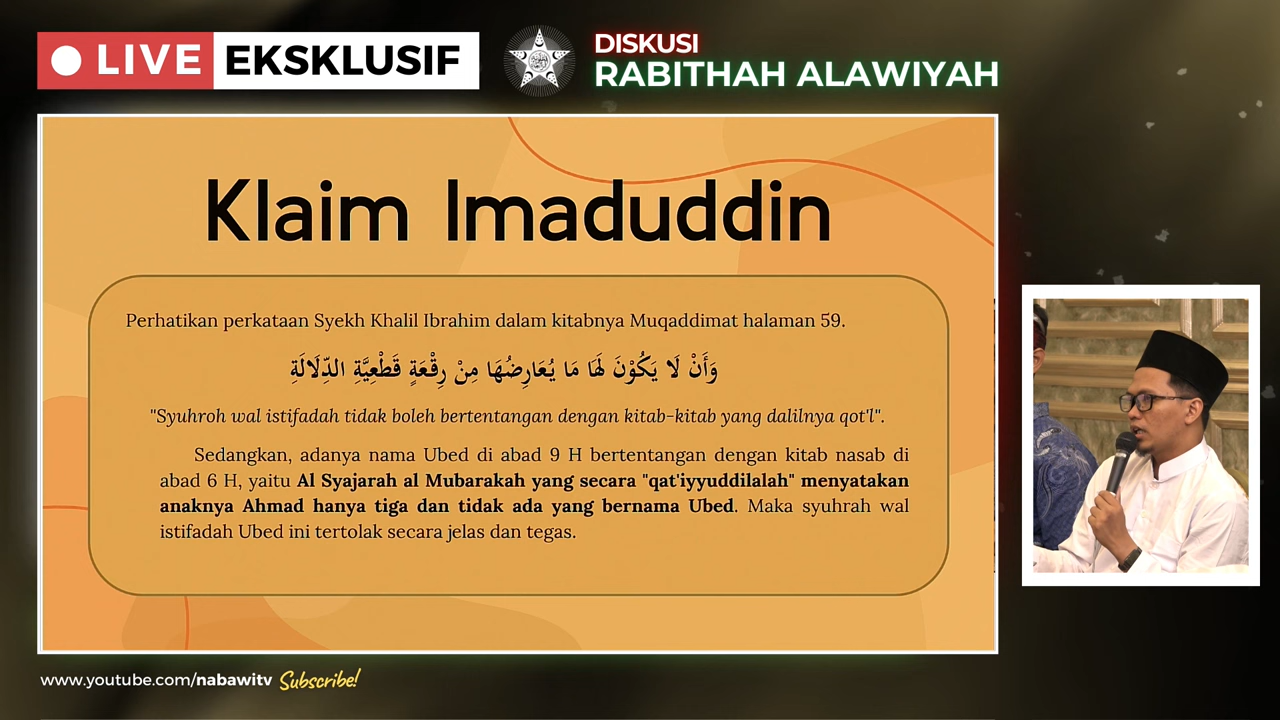 LIVE EKSKLUSIF
DISKUSI
RABITHAH ALAWIYAH
Klaim Imaduddin
Perhatikan perkataan Syekh Khalil Ibrahim dalam kitabnya Muqaddimat halaman 59.
وَأَنْ لَا يَكُوْنَ لَهَا مَا يُعَارِضُهَا مِنْ رِقْعَةٍ قَطْعِيَّةِ الدِّلَالَةِ
"Syuhroh wal istifadah tidak boleh bertentangan dengan kitab-kitab yang dalilnya qot'I".
Sedangkan, adanya nama Ubed di abad 9 H bertentangan dengan kitab nasab di
abad 6 H, yaitu Al Syajarah al Mubarakah yang secara "qat'iyyuddilalah" menyatakan
anaknya Ahmad hanya tiga dan tidak ada yang bernama Ubed. Maka syuhrah wal
istifadah Ubed ini tertolak secara jelas dan tegas.
www.youtube.com/nabawitv Subscribe!